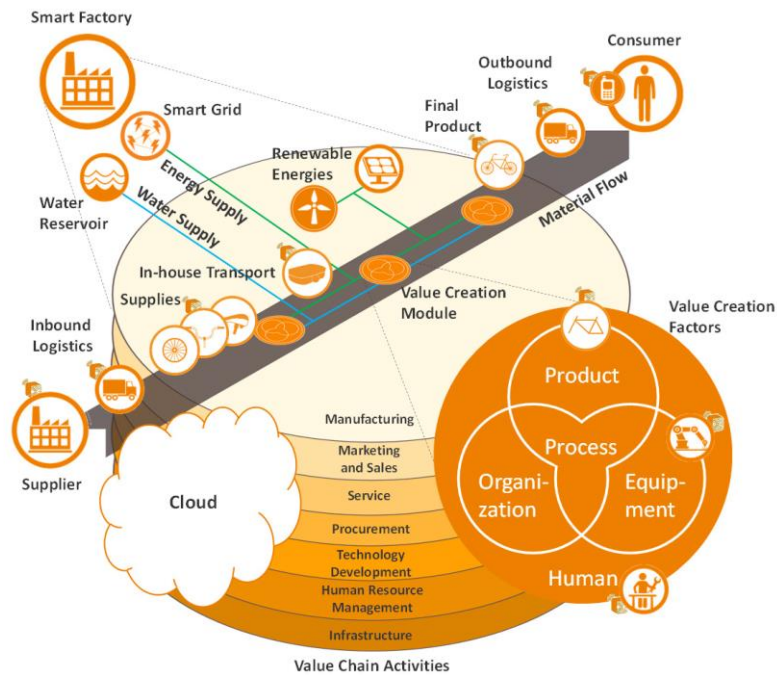 Smart Factory
Smart Grid
Water
Reservoir
Energy Supply
Water Supply
Renewable
Energies
Final
Product
Outbound
Logistics
Consumer
Material Flow
In-house Transport
Supplies
Value Creation
Module
Inbound
Logistics
Supplier
Cloud
Manufacturing
Marketing
and Sales
Service
Procurement
Technology
Development
Human Resource
Management
Infrastructure
Value Chain Activities
Value Creation
Factors
Product
Process
Organi-
zation
Equip-
ment
Human